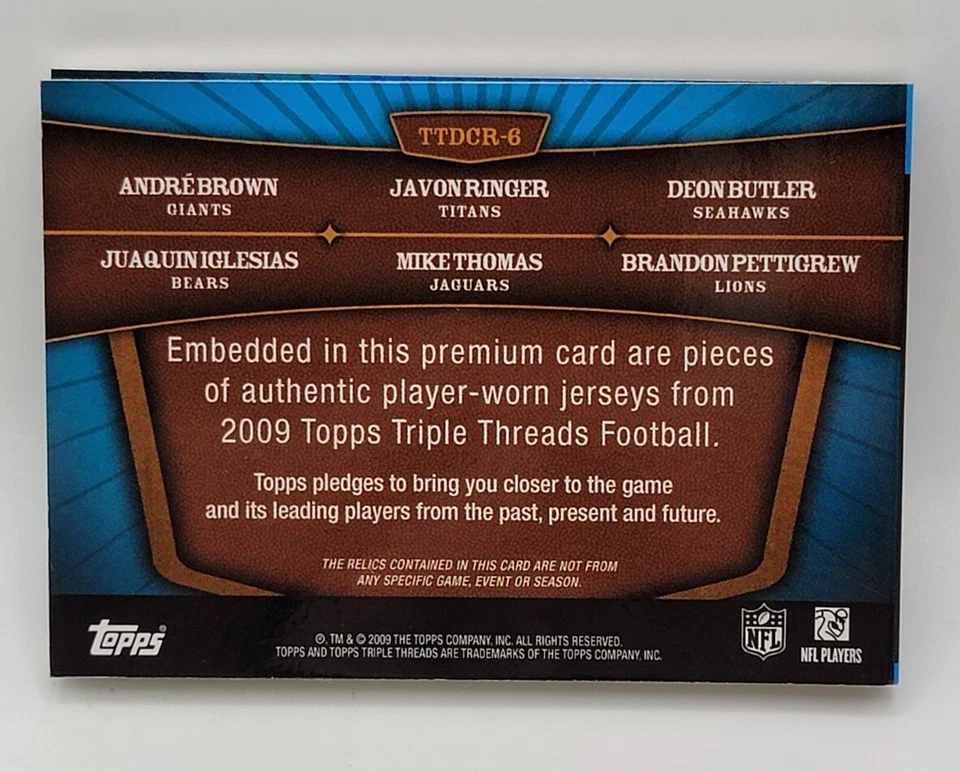 TTDCR-6
ANDRÉ BROWN
GIANTS
JAVON RINGER
TITANS
DEON BUTLER
SEAHAWKS
JUAQUIN IGLESIAS
BEARS
MIKE THOMAS
JAGUARS
BRANDON PETTIGREW
LIONS
Embedded in this premium card are pieces
of authentic player-worn jerseys from
2009 Topps Triple Threads Football.
Topps pledges to bring you closer to the game
and its leading players from the past, present and future.
THE RELICS CONTAINED IN THIS CARD ARE NOT FROM
ANY SPECIFIC GAME, EVENT OR SEASON.
TOPPS®
®, TM & © 2009 THE TOPPS COMPANY, INC. ALL RIGHTS RESERVED.
TOPPS AND TOPPS TRIPLE THREADS ARE TRADEMARKS OF THE TOPPS COMPANY, INC.
NFL
NFL PLAYERS